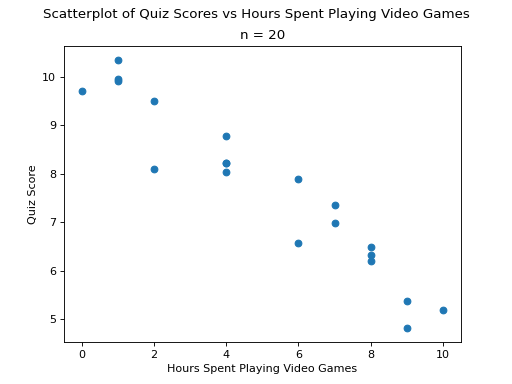 Scatterplot of Quiz Scores vs Hours Spent Playing Video Games
n = 20
10
9
8
7
6
5
Quiz Score
0 2 4 6 8 10
Hours Spent Playing Video Games